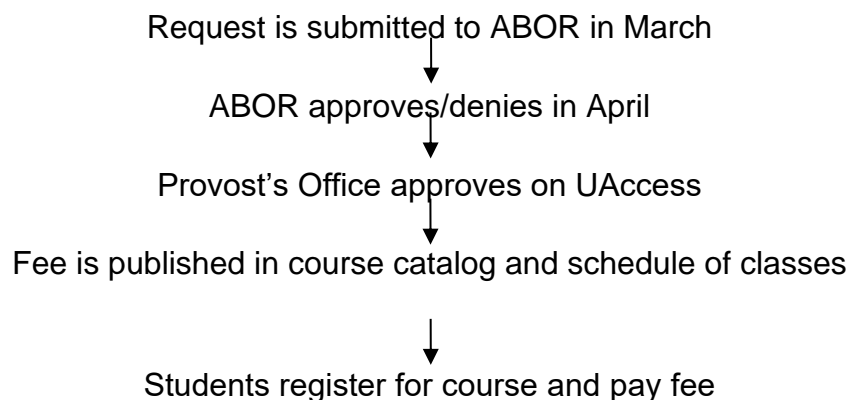 Request is submitted to ABOR in March
ABOR approves/denies in April
Provost’s Office approves on UAccess
Fee is published in course catalog and schedule of classes
Students register for course and pay fee